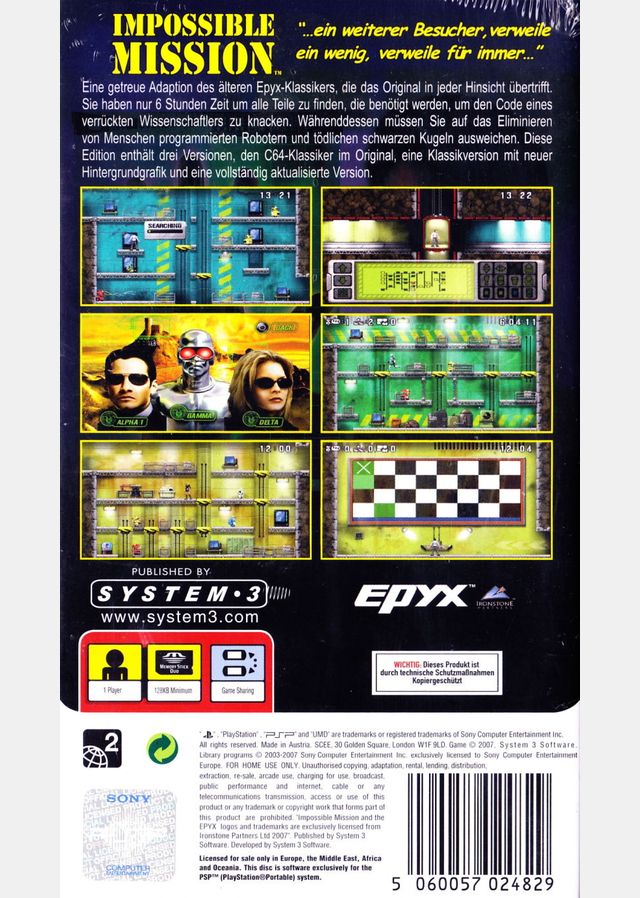 IMPOSSIBLE
MISSION™
"...ein weiterer Besucher, verweile
ein wenig, verweile für immer..."
Eine getreue Adaption des älteren Epyx-Klassikers, die das Original in jeder Hinsicht übertrifft.
Sie haben nur 6 Stunden Zeit um alle Teile zu finden, die benötigt werden, um den Code eines
verrückten Wissenschaftlers zu knacken. Währenddessen müssen Sie auf das Eliminieren
von Menschen programmierten Robotern und tödlichen schwarzen Kugeln ausweichen. Diese
Edition enthält drei Versionen, den C64-Klassiker im Original, eine Klassikversion mit neuer
Hintergrundgrafik und eine vollständig aktualisierte Version.
13 21
SEARCHING
13 22
BACK
ALPHA 1
GAMMA
DELTA
12 00
12 04
PUBLISHED BY
SYSTEM·3
www.system3.com
EPYX™
IRONSTONE
PARTNERS
1 Player
MEMORY STICK
DUO
128KB Minimum
Game Sharing
WICHTIG: Dieses Produkt ist
durch technische Schutzmaßnahmen
Kopiergeschützt
2
" ", "PlayStation", "PSP" and "UMD" are trademarks or registered trademarks of Sony Computer Entertainment Inc.
All rights reserved. Made in Austria. SCEE, 30 Golden Square, London W1F 9LD. Game © 2007. System 3 Software.
Library programs © 2003-2007 Sony Computer Entertainment Inc. exclusively licensed to Sony Computer Entertainment
Europe. FOR HOME USE ONLY. Unauthorised copying, adaptation, rental, lending, distribution,
extraction, re-sale, arcade use, charging for use, broadcast,
public performance and internet, cable or any
telecommunications transmission, access or use of this
product or any trademark or copyright work that forms part of
this product are prohibited. 'Impossible Mission and the
EPYX logos and trademarks are exclusively licensed from
Ironstone Partners Ltd 2007". Published by System 3
Software. Developed by System 3 Software.
Licensed for sale only in Europe, the Middle East, Africa
and Oceania. This disc is software exclusively for the
PSP™ (PlayStation®Portable) system.
SONY
COMPUTER
ENTERTAINMENT
5 060057 024829